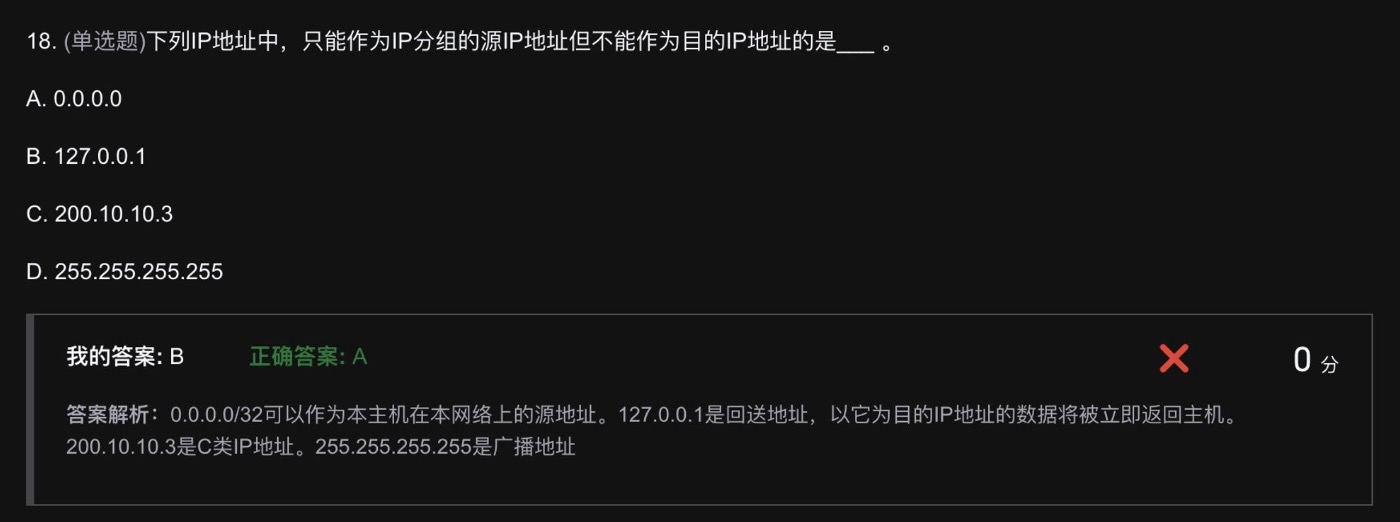 18. (单选题)下列IP地址中，只能作为IP分组的源IP地址但不能作为目的IP地址的是___ 。
A. 0.0.0.0
B. 127.0.0.1
C. 200.10.10.3
D. 255.255.255.255
我的答案: B 正确答案: A 0 分
答案解析：0.0.0.0/32可以作为本主机在本网络上的源地址。127.0.0.1是回送地址，以它为目的IP地址的数据将被立即返回主机。
200.10.10.3是C类IP地址。255.255.255.255是广播地址